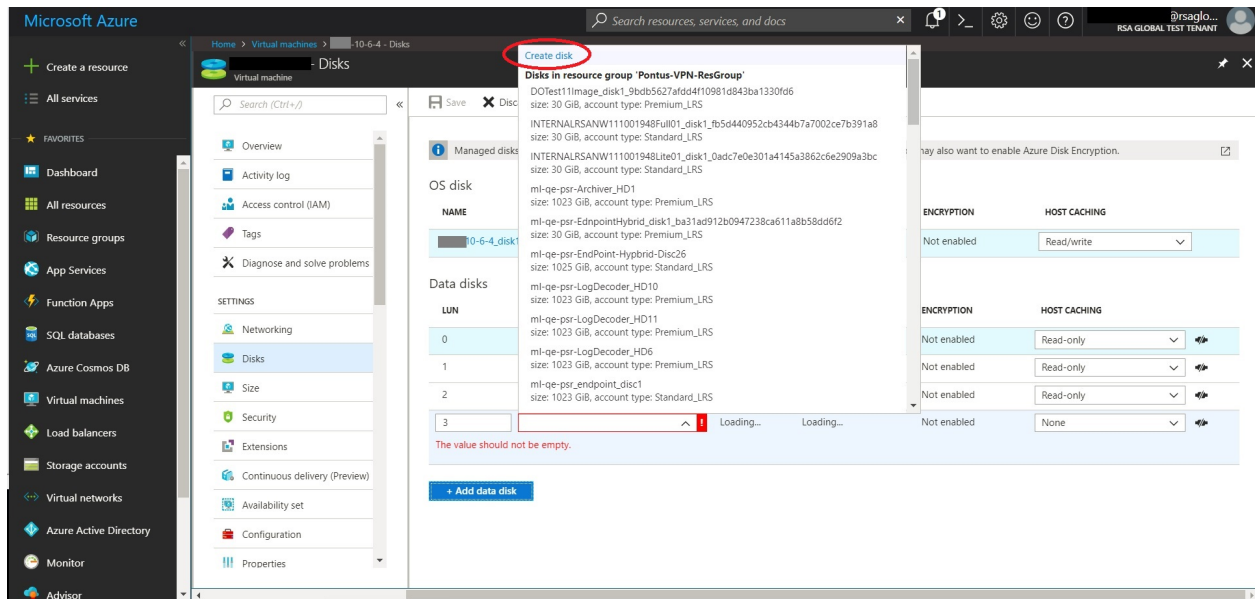 Microsoft Azure
Search resources, services, and docs
1
@rsaglo...
RSA GLOBAL TEST TENANT
Home > Virtual machines > -10-6-4 - Disks
- Disks
Virtual machine
Create a resource
All services
FAVORITES
Dashboard
All resources
Resource groups
App Services
Function Apps
SQL databases
Azure Cosmos DB
Virtual machines
Load balancers
Storage accounts
Virtual networks
Azure Active Directory
Monitor
Advisor
Search (Ctrl+/)
Overview
Activity log
Access control (IAM)
Tags
Diagnose and solve problems
SETTINGS
Networking
Disks
Size
Security
Extensions
Continuous delivery (Preview)
Availability set
Configuration
Properties
Save Disc
Managed disks
may also want to enable Azure Disk Encryption.
OS disk
NAME ENCRYPTION HOST CACHING
10-6-4_disk1 Not enabled Read/write
Data disks
LUN ENCRYPTION HOST CACHING
0 Not enabled Read-only
1 Not enabled Read-only
2 Not enabled Read-only
3 Loading... Loading... Not enabled None
The value should not be empty.
+ Add data disk
Create disk
Disks in resource group 'Pontus-VPN-ResGroup'
DOTest11Image_disk1_9bdb5627afdd4f10981d843ba1330fd6
size: 30 GiB, account type: Premium_LRS
INTERNALRSANW111001948Full01_disk1_fb5d440952cb4344b7a7002ce7b391a8
size: 30 GiB, account type: Standard_LRS
INTERNALRSANW111001948Lite01_disk1_0adc7e0e301a4145a3862c6e2909a3bc
size: 30 GiB, account type: Standard_LRS
ml-qe-psr-Archiver_HD1
size: 1023 GiB, account type: Premium_LRS
ml-qe-psr-EdnpointHybrid_disk1_ba31ad912b0947238ca611a8b58dd6f2
size: 30 GiB, account type: Premium_LRS
ml-qe-psr-EndPoint-Hypbrid-Disc26
size: 1025 GiB, account type: Standard_LRS
ml-qe-psr-LogDecoder_HD10
size: 1023 GiB, account type: Premium_LRS
ml-qe-psr-LogDecoder_HD11
size: 1023 GiB, account type: Premium_LRS
ml-qe-psr-LogDecoder_HD6
size: 1023 GiB, account type: Premium_LRS
ml-qe-psr_endpoint_disc1
size: 1023 GiB, account type: Standard_LRS